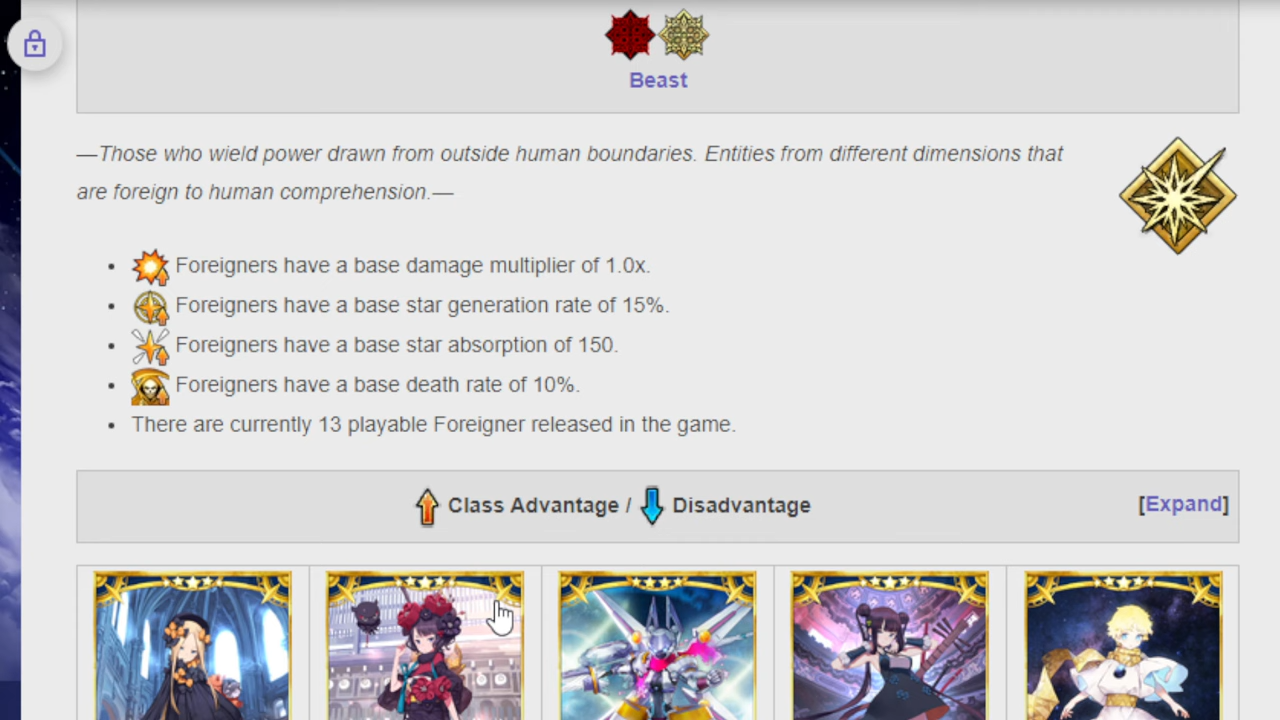 Beast
—Those who wield power drawn from outside human boundaries. Entities from different dimensions that
are foreign to human comprehension.—
Foreigners have a base damage multiplier of 1.0x.
Foreigners have a base star generation rate of 15%.
Foreigners have a base star absorption of 150.
Foreigners have a base death rate of 10%.
There are currently 13 playable Foreigner released in the game.
Class Advantage / Disadvantage [Expand]